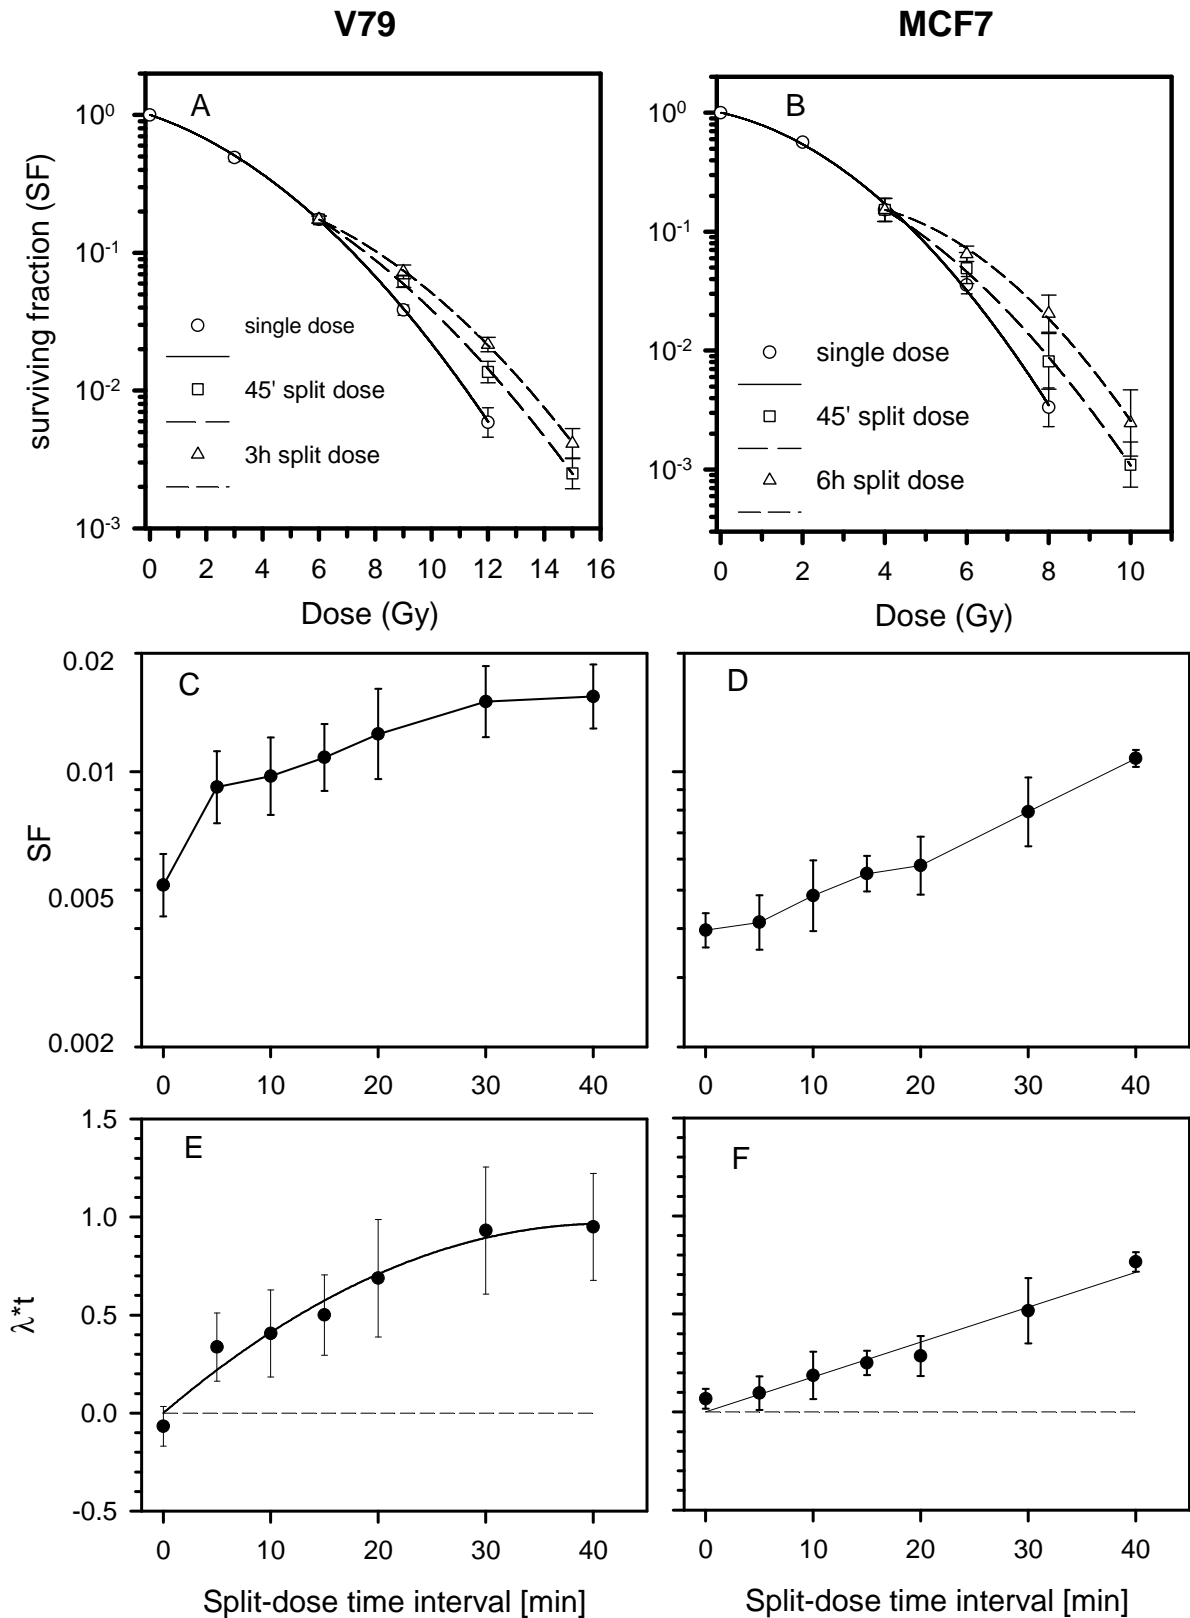 V79
MCF7
A
B
surviving fraction (SF)
10⁰
10⁻¹
10⁻²
10⁻³
single dose
45' split dose
3h split dose
0 2 4 6 8 10 12 14 16
Dose (Gy)
10⁰
10⁻¹
10⁻²
10⁻³
single dose
45' split dose
6h split dose
0 2 4 6 8 10
Dose (Gy)
C
D
SF
0.02
0.01
0.005
0.002
0 10 20 30 40
0 10 20 30 40
E
F
λ*t
1.5
1.0
0.5
0.0
-0.5
0 10 20 30 40
0 10 20 30 40
Split-dose time interval [min]
Split-dose time interval [min]